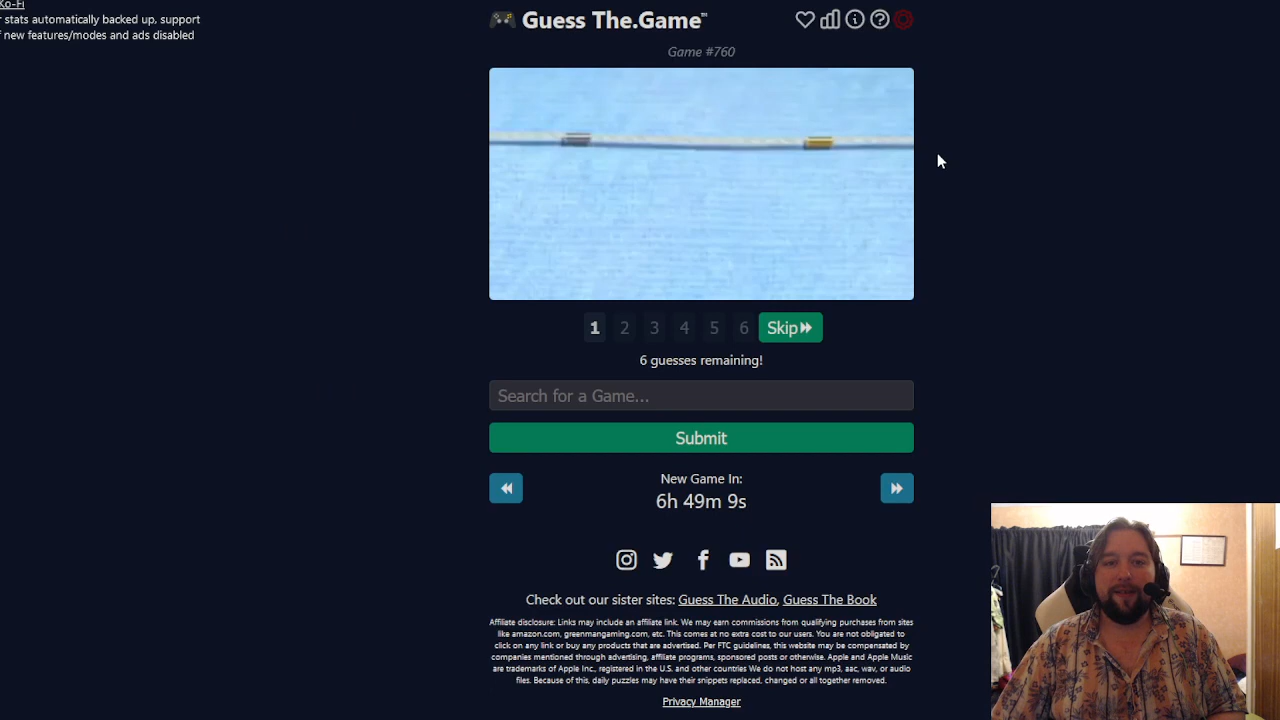 Ko-Fi
r stats automatically backed up, support
f new features/modes and ads disabled
Guess The.Game™
Game #760
1 2 3 4 5 6 Skip
6 guesses remaining!
Search for a Game...
Submit
New Game In:
6h 49m 9s
Check out our sister sites: Guess The Audio, Guess The Book
Affiliate disclosure: Links may include an affiliate link. We may earn commissions from qualifying purchases from sites
like amazon.com, greenmangaming.com, etc. This comes at no extra cost to our users. You are not obligated to
click on any link or buy any products that are advertised. Per FTC guidelines, this website may be compensated by
companies mentioned through advertising, affiliate programs, sponsored posts or otherwise. Apple and Apple Music
are trademarks of Apple Inc., registered in the U.S. and other countries We do not host any mp3, aac, wav, or audio
files. Because of this, daily puzzles may have their snippets replaced, changed or all together removed.
Privacy Manager